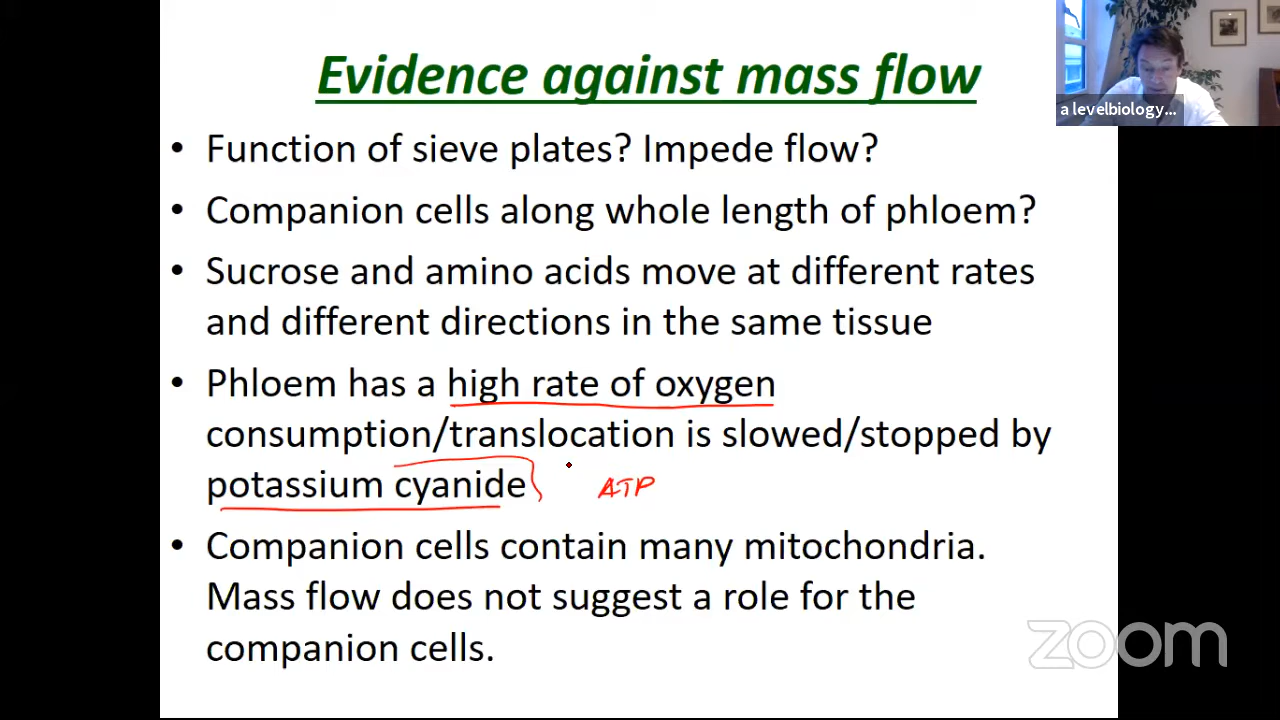 Evidence against mass flow
a levelbiology...
• Function of sieve plates? Impede flow?
• Companion cells along whole length of phloem?
• Sucrose and amino acids move at different rates
and different directions in the same tissue
• Phloem has a high rate of oxygen
consumption/translocation is slowed/stopped by
potassium cyanide
ATP
• Companion cells contain many mitochondria.
Mass flow does not suggest a role for the
companion cells.
zoom